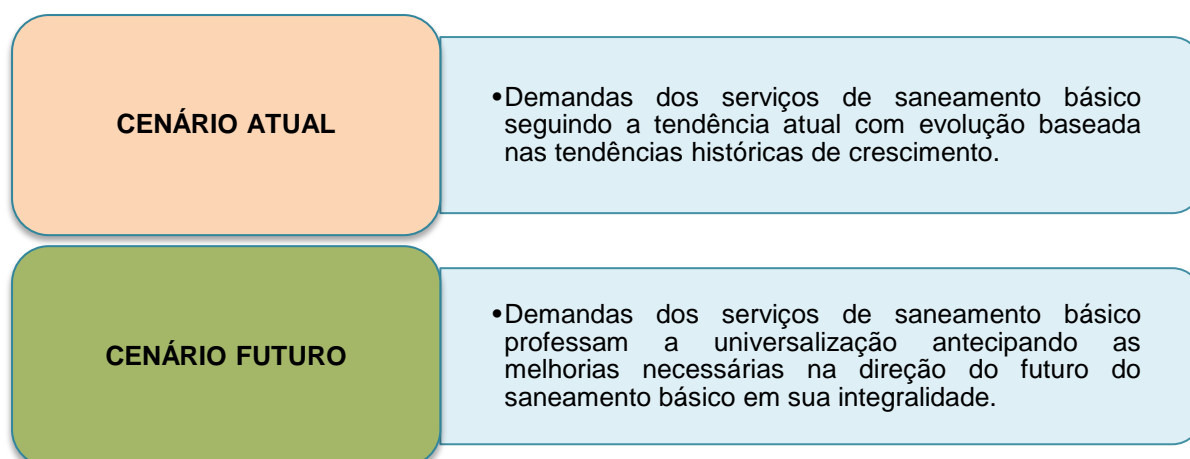 CENÁRIO ATUAL
•Demandas dos serviços de saneamento básico
seguindo a tendência atual com evolução baseada
nas tendências históricas de crescimento.
CENÁRIO FUTURO
•Demandas dos serviços de saneamento básico
professam a universalização antecipando as
melhorias necessárias na direção do futuro do
saneamento básico em sua integralidade.